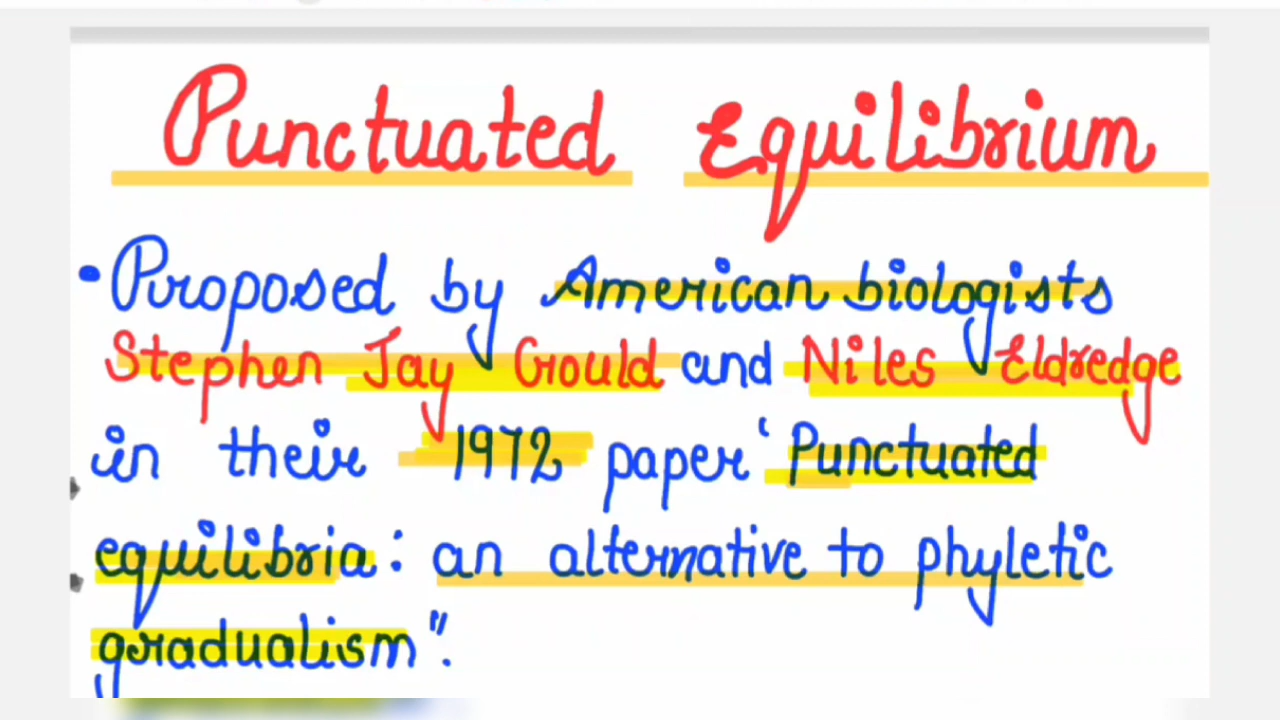 Punctuated Equilibrium
• Proposed by American biologists
Stephen Jay Gould and Niles Eldredge
in their 1972 paper ‘Punctuated
equilibria: an alternative to phyletic
gradualism".